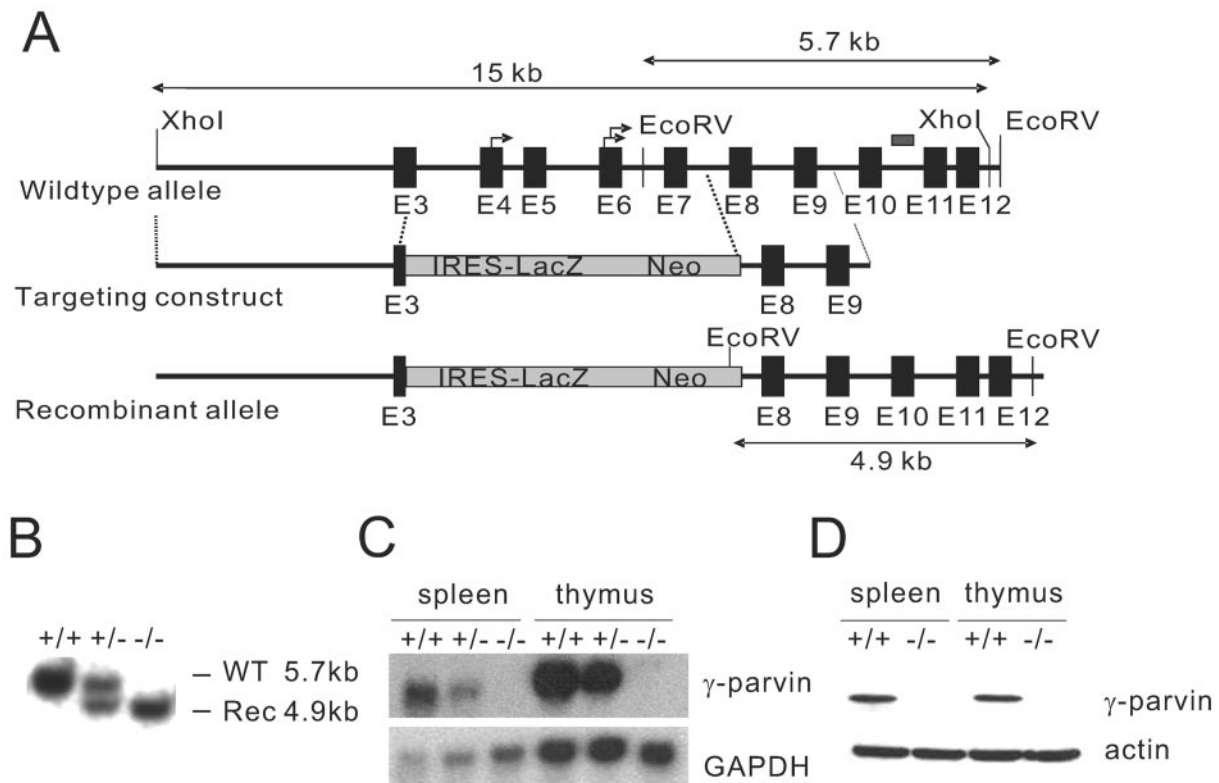 A
5.7 kb
15 kb
XhoI EcoRV XhoI EcoRV
Wildtype allele
E3 E4 E5 E6 E7 E8 E9 E10 E11 E12
IRES-LacZ Neo
Targeting construct
E3 E8 E9
EcoRV EcoRV
IRES-LacZ Neo
Recombinant allele
E3 E8 E9 E10 E11 E12
4.9 kb
B
+/+ +/- -/-
WT 5.7kb
Rec 4.9kb
C
spleen thymus
+/+ +/- -/- +/+ +/- -/-
γ-parvin
GAPDH
D
spleen thymus
+/+ -/- +/+ -/-
γ-parvin
actin